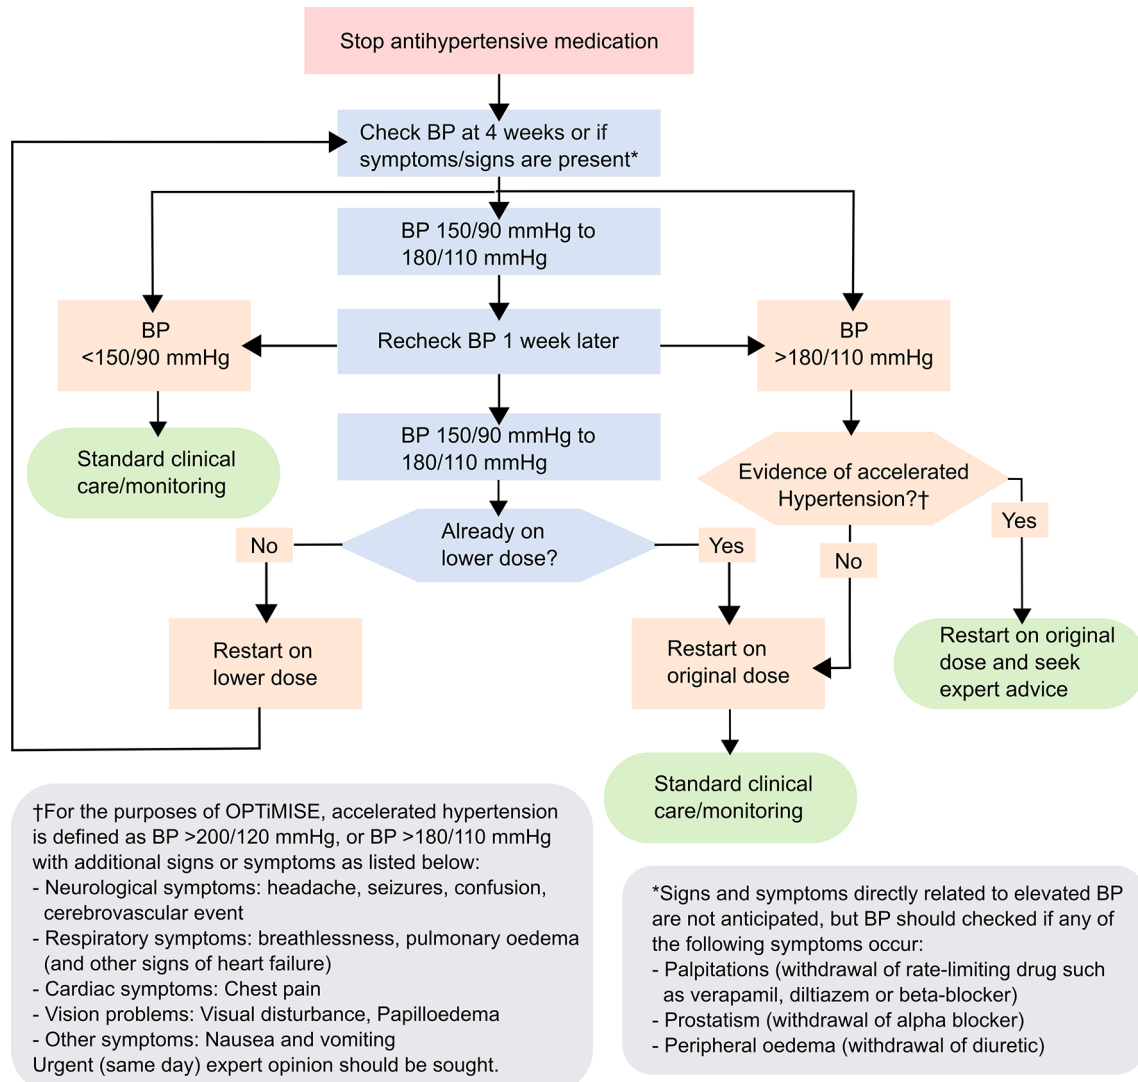 Stop antihypertensive medication
Check BP at 4 weeks or if
symptoms/signs are present*
BP 150/90 mmHg to
180/110 mmHg
BP
<150/90 mmHg
Recheck BP 1 week later
BP
>180/110 mmHg
Standard clinical
care/monitoring
BP 150/90 mmHg to
180/110 mmHg
Evidence of accelerated
Hypertension?†
Already on
lower dose?
No
Yes
No
Yes
Restart on
lower dose
Restart on
original dose
Restart on original
dose and seek
expert advice
Standard clinical
care/monitoring
†For the purposes of OPTiMISE, accelerated hypertension
is defined as BP >200/120 mmHg, or BP >180/110 mmHg
with additional signs or symptoms as listed below:
- Neurological symptoms: headache, seizures, confusion,
cerebrovascular event
- Respiratory symptoms: breathlessness, pulmonary oedema
(and other signs of heart failure)
- Cardiac symptoms: Chest pain
- Vision problems: Visual disturbance, Papilloedema
- Other symptoms: Nausea and vomiting
Urgent (same day) expert opinion should be sought.
*Signs and symptoms directly related to elevated BP
are not anticipated, but BP should checked if any of
the following symptoms occur:
- Palpitations (withdrawal of rate-limiting drug such
as verapamil, diltiazem or beta-blocker)
- Prostatism (withdrawal of alpha blocker)
- Peripheral oedema (withdrawal of diuretic)